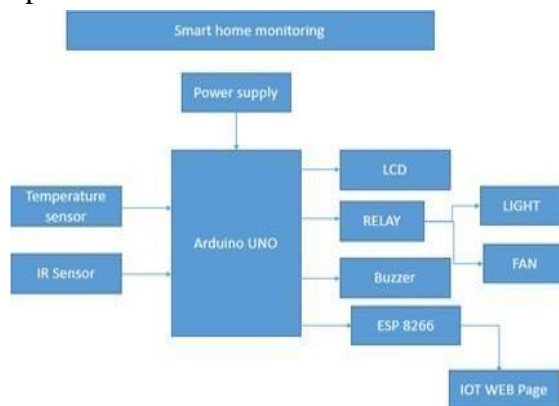 Smart home monitoring
Power supply
LCD
Temperature
sensor
Arduino UNO
RELAY
LIGHT
IR Sensor
Buzzer
FAN
ESP 8266
IOT WEB Page